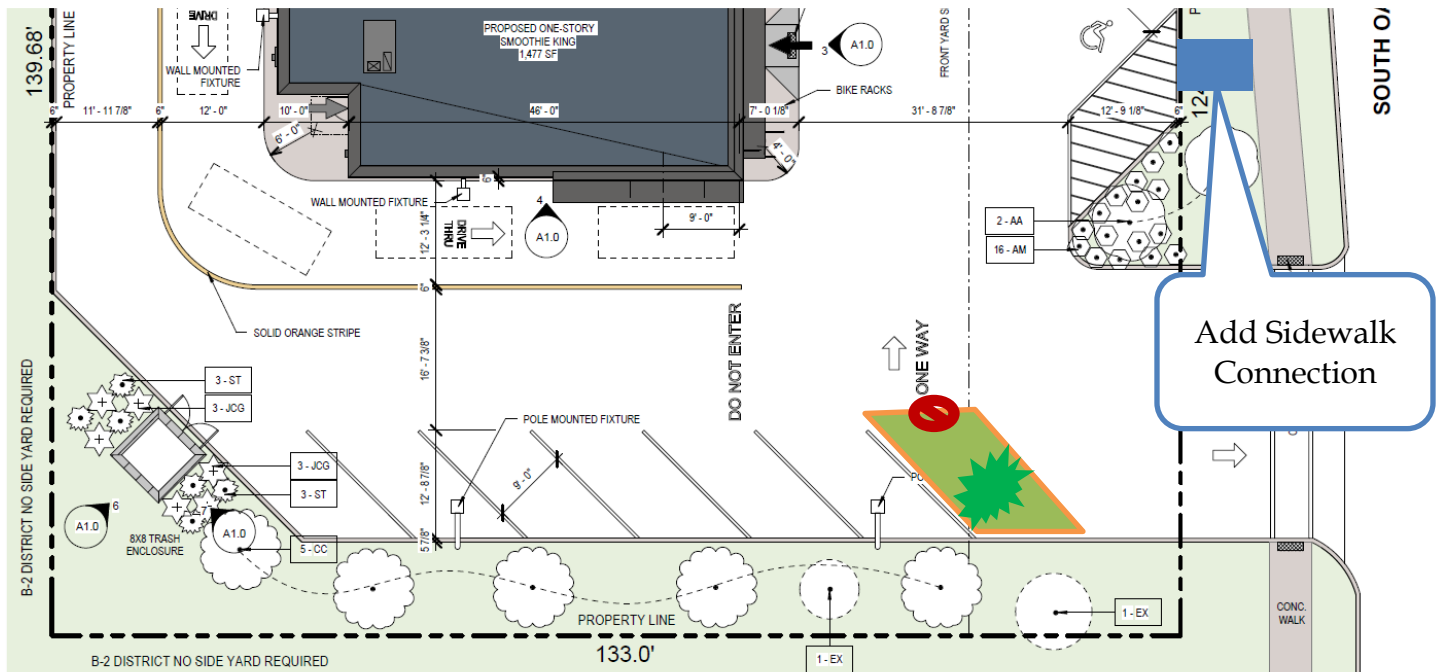 DRIVE
139.68'
PROPERTY LINE
WALL MOUNTED
FIXTURE
PROPOSED ONE-STORY
SMOOTHIE KING
1,477 SF
3
A1.0
BIKE RACKS
FRONT YARD
SOUTH
6"
11' - 11 7/8"
6"
12' - 0"
10' - 0"
46' - 0"
7' - 0 1/8"
31' - 8 7/8"
12' - 9 1/8"
6"
124
6' - 0"
4' - 0"
6"
WALL MOUNTED FIXTURE
4
A1.0
DRIVE
THRU
12' - 3 1/4"
9' - 0"
2 - AA
16 - AM
6"
SOLID ORANGE STRIPE
16' - 7 3/8"
DO NOT ENTER
ONE WAY
Add Sidewalk
Connection
B-2 DISTRICT NO SIDE YARD REQUIRED
3 - ST
3 - JCG
POLE MOUNTED FIXTURE
3 - JCG
3 - ST
9' - 0"
12' - 8 7/8"
PO
6
A1.0
7
A1.0
8X8 TRASH
ENCLOSURE
5 - CC
5 7/8"
PROPERTY LINE
133.0'
1 - EX
1 - EX
CONC.
WALK
B-2 DISTRICT NO SIDE YARD REQUIRED